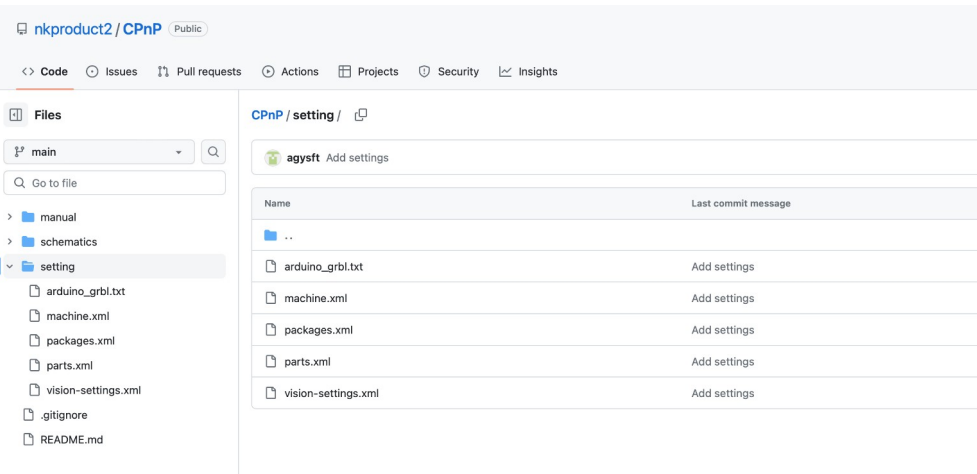 nkproduct2 / CPnP Public
Code Issues Pull requests Actions Projects Security Insights
Files
main
Go to file
manual
schematics
setting
arduino_grbl.txt
machine.xml
packages.xml
parts.xml
vision-settings.xml
.gitignore
README.md
CPnP / setting /
agysft Add settings
Name Last commit message
..
arduino_grbl.txt Add settings
machine.xml Add settings
packages.xml Add settings
parts.xml Add settings
vision-settings.xml Add settings